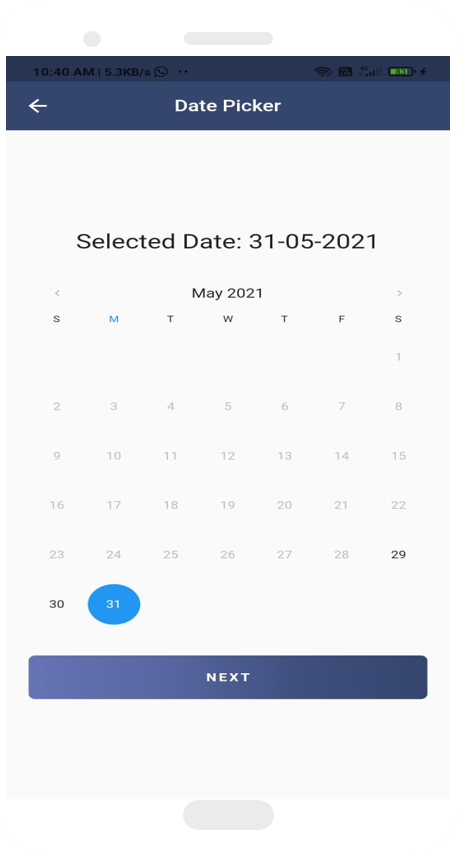 10:40 AM | 5.3KB/s
83
Date Picker
Selected Date: 31-05-2021
May 2021
S M T W T F S
1
2 3 4 5 6 7 8
9 10 11 12 13 14 15
16 17 18 19 20 21 22
23 24 25 26 27 28 29
30 31
NEXT